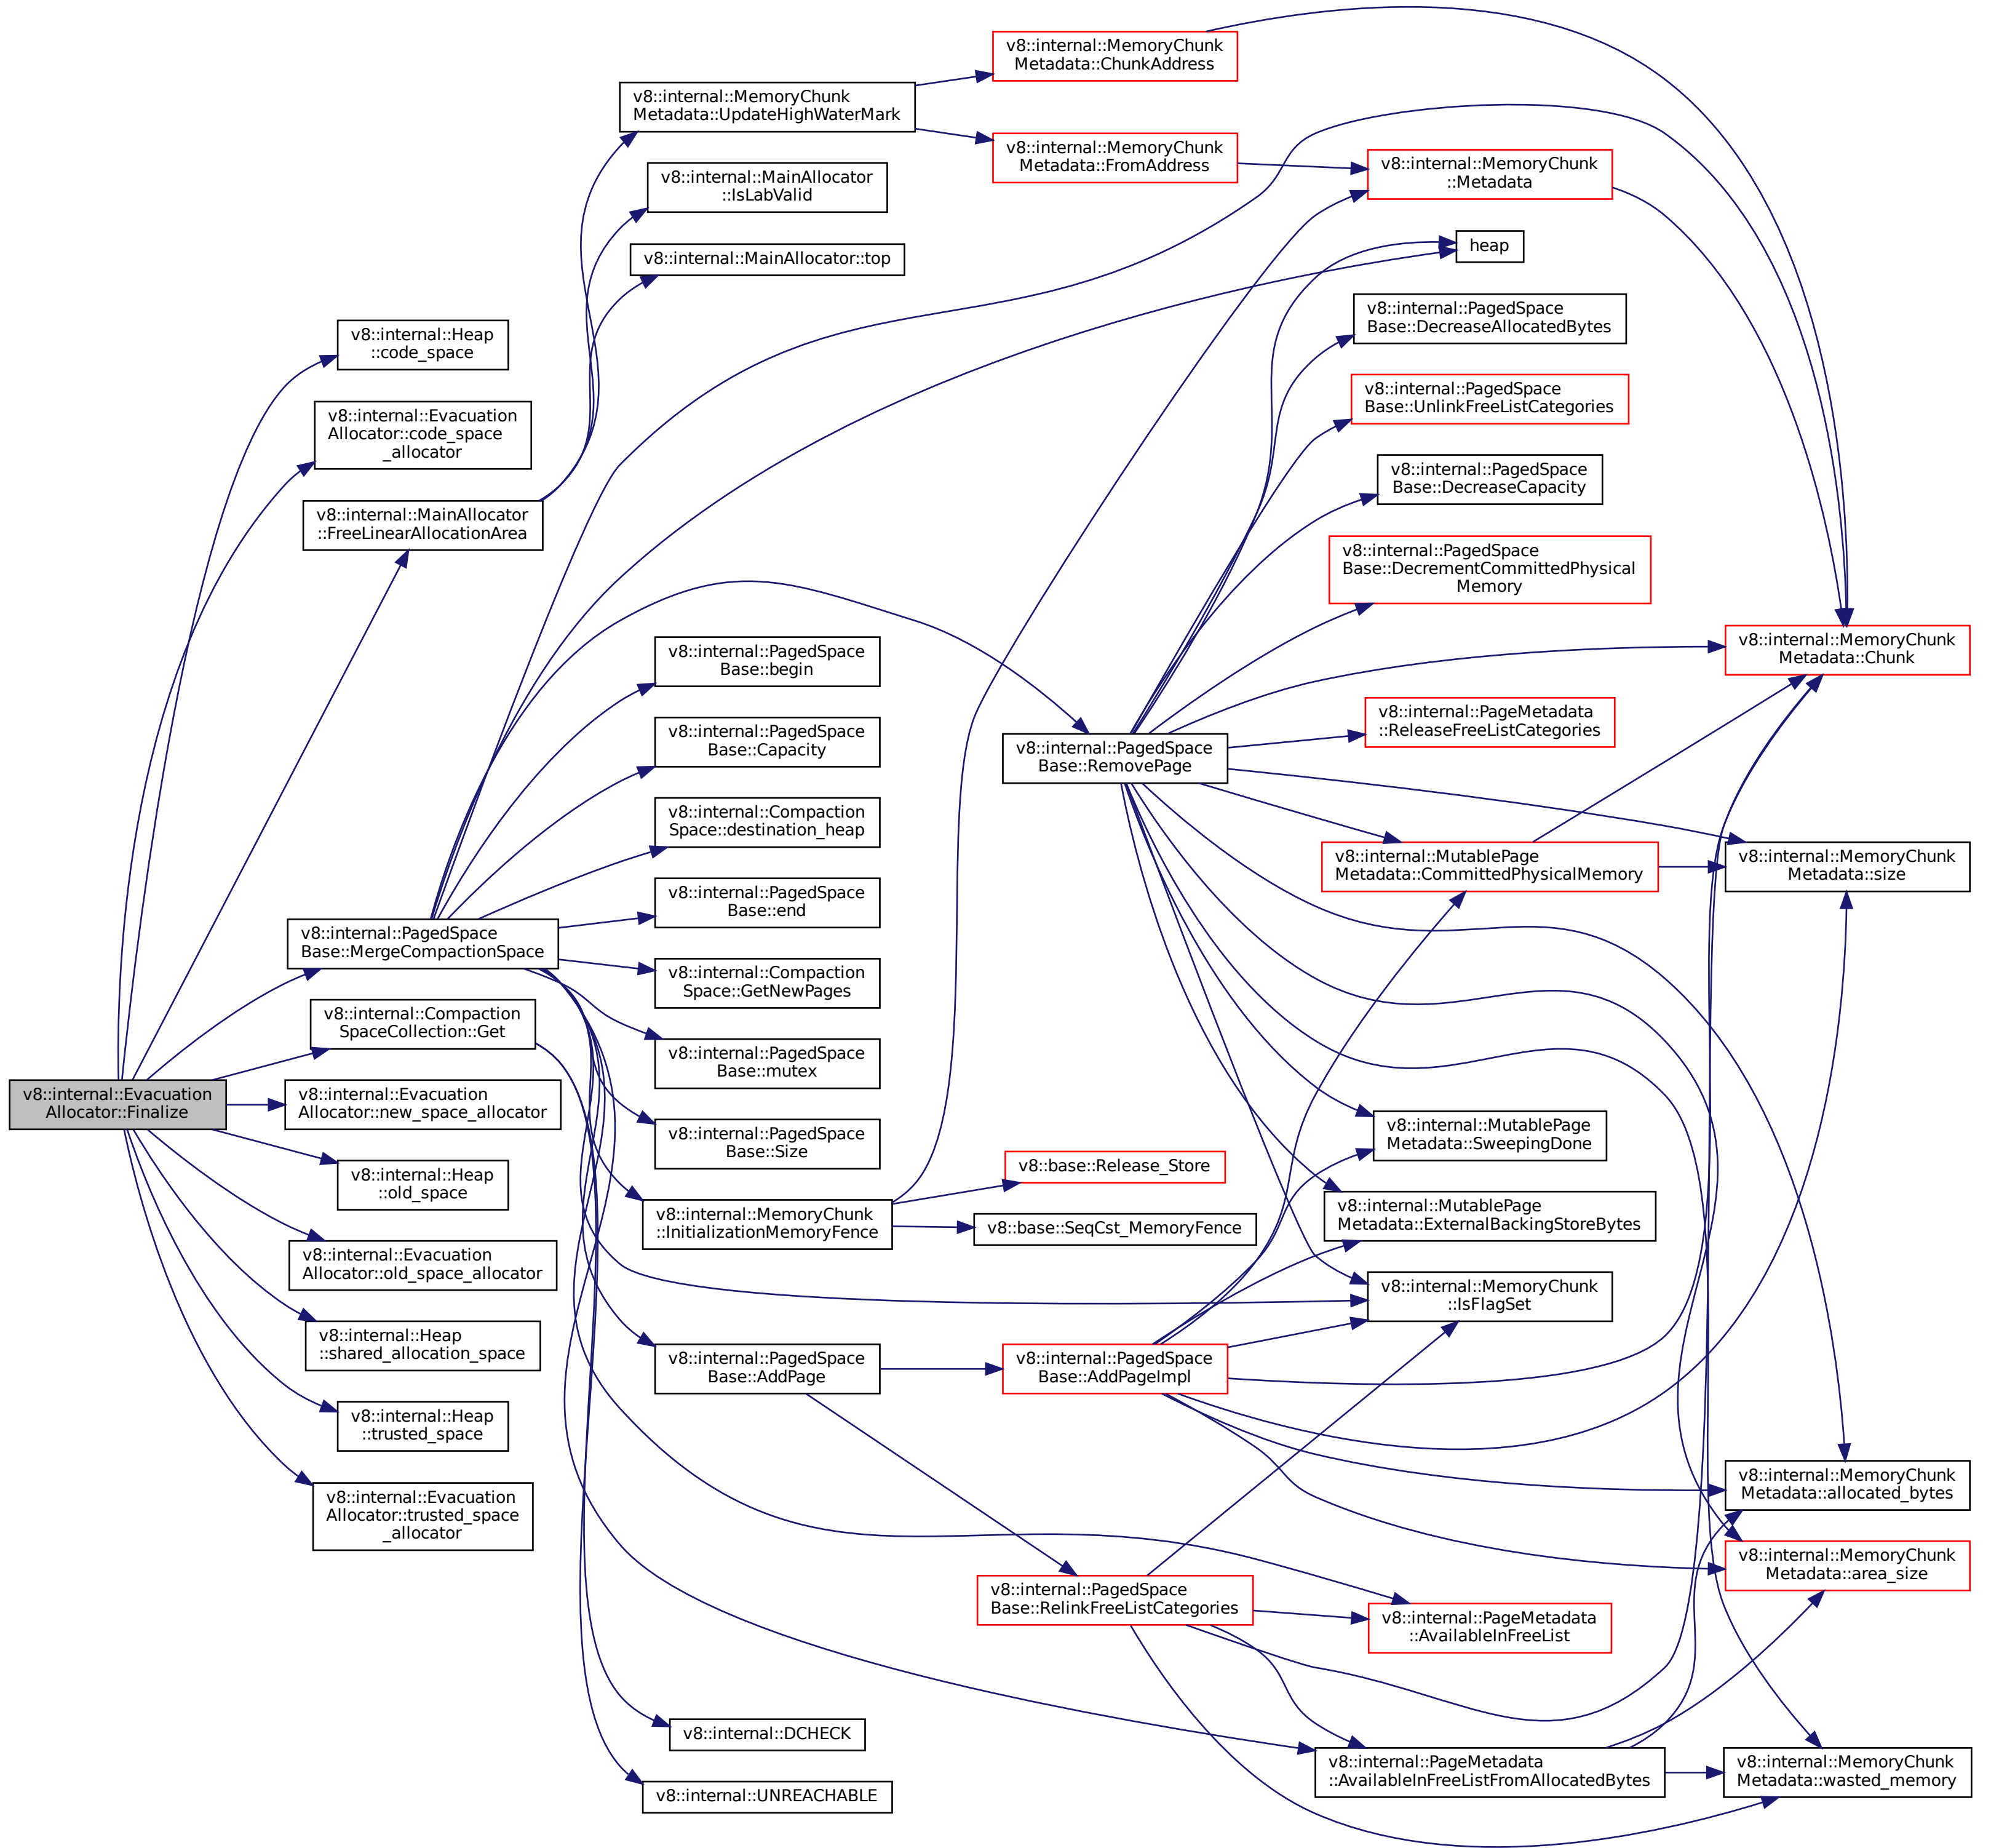 v8::internal::Evacuation
Allocator::Finalize
v8::internal::Heap
::code_space
v8::internal::Evacuation
Allocator::code_space
_allocator
v8::internal::MainAllocator
::FreeLinearAllocationArea
v8::internal::PagedSpace
Base::MergeCompactionSpace
v8::internal::Compaction
SpaceCollection::Get
v8::internal::Evacuation
Allocator::new_space_allocator
v8::internal::Heap
::old_space
v8::internal::Evacuation
Allocator::old_space_allocator
v8::internal::Heap
::shared_allocation_space
v8::internal::Heap
::trusted_space
v8::internal::Evacuation
Allocator::trusted_space
_allocator
v8::internal::MemoryChunk
Metadata::UpdateHighWaterMark
v8::internal::MainAllocator
::IsLabValid
v8::internal::MainAllocator::top
v8::internal::PagedSpace
Base::begin
v8::internal::PagedSpace
Base::Capacity
v8::internal::Compaction
Space::destination_heap
v8::internal::PagedSpace
Base::end
v8::internal::Compaction
Space::GetNewPages
v8::internal::PagedSpace
Base::mutex
v8::internal::PagedSpace
Base::Size
v8::internal::MemoryChunk
::InitializationMemoryFence
v8::internal::PagedSpace
Base::AddPage
v8::internal::DCHECK
v8::internal::UNREACHABLE
v8::internal::MemoryChunk
Metadata::ChunkAddress
v8::internal::MemoryChunk
Metadata::FromAddress
v8::internal::PagedSpace
Base::RemovePage
v8::base::Release_Store
v8::base::SeqCst_MemoryFence
v8::internal::PagedSpace
Base::AddPageImpl
v8::internal::PagedSpace
Base::RelinkFreeListCategories
v8::internal::MemoryChunk
::Metadata
heap
v8::internal::PagedSpace
Base::DecreaseAllocatedBytes
v8::internal::PagedSpace
Base::UnlinkFreeListCategories
v8::internal::PagedSpace
Base::DecreaseCapacity
v8::internal::PagedSpace
Base::DecrementCommittedPhysical
Memory
v8::internal::PageMetadata
::ReleaseFreeListCategories
v8::internal::MutablePage
Metadata::CommittedPhysicalMemory
v8::internal::MutablePage
Metadata::SweepingDone
v8::internal::MutablePage
Metadata::ExternalBackingStoreBytes
v8::internal::MemoryChunk
::IsFlagSet
v8::internal::PageMetadata
::AvailableInFreeList
v8::internal::PageMetadata
::AvailableInFreeListFromAllocatedBytes
v8::internal::MemoryChunk
Metadata::Chunk
v8::internal::MemoryChunk
Metadata::size
v8::internal::MemoryChunk
Metadata::allocated_bytes
v8::internal::MemoryChunk
Metadata::area_size
v8::internal::MemoryChunk
Metadata::wasted_memory